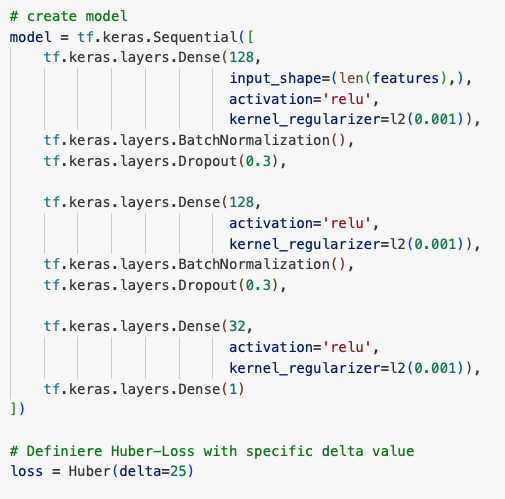 # create model
model = tf.keras.Sequential([
    tf.keras.layers.Dense(128,
                          input_shape=(len(features),),
                          activation='relu',
                          kernel_regularizer=l2(0.001)),
    tf.keras.layers.BatchNormalization(),
    tf.keras.layers.Dropout(0.3),

    tf.keras.layers.Dense(128,
                          activation='relu',
                          kernel_regularizer=l2(0.001)),
    tf.keras.layers.BatchNormalization(),
    tf.keras.layers.Dropout(0.3),

    tf.keras.layers.Dense(32,
                          activation='relu',
                          kernel_regularizer=l2(0.001)),
    tf.keras.layers.Dense(1)
])

# Definiere Huber-Loss with specific delta value
loss = Huber(delta=25)